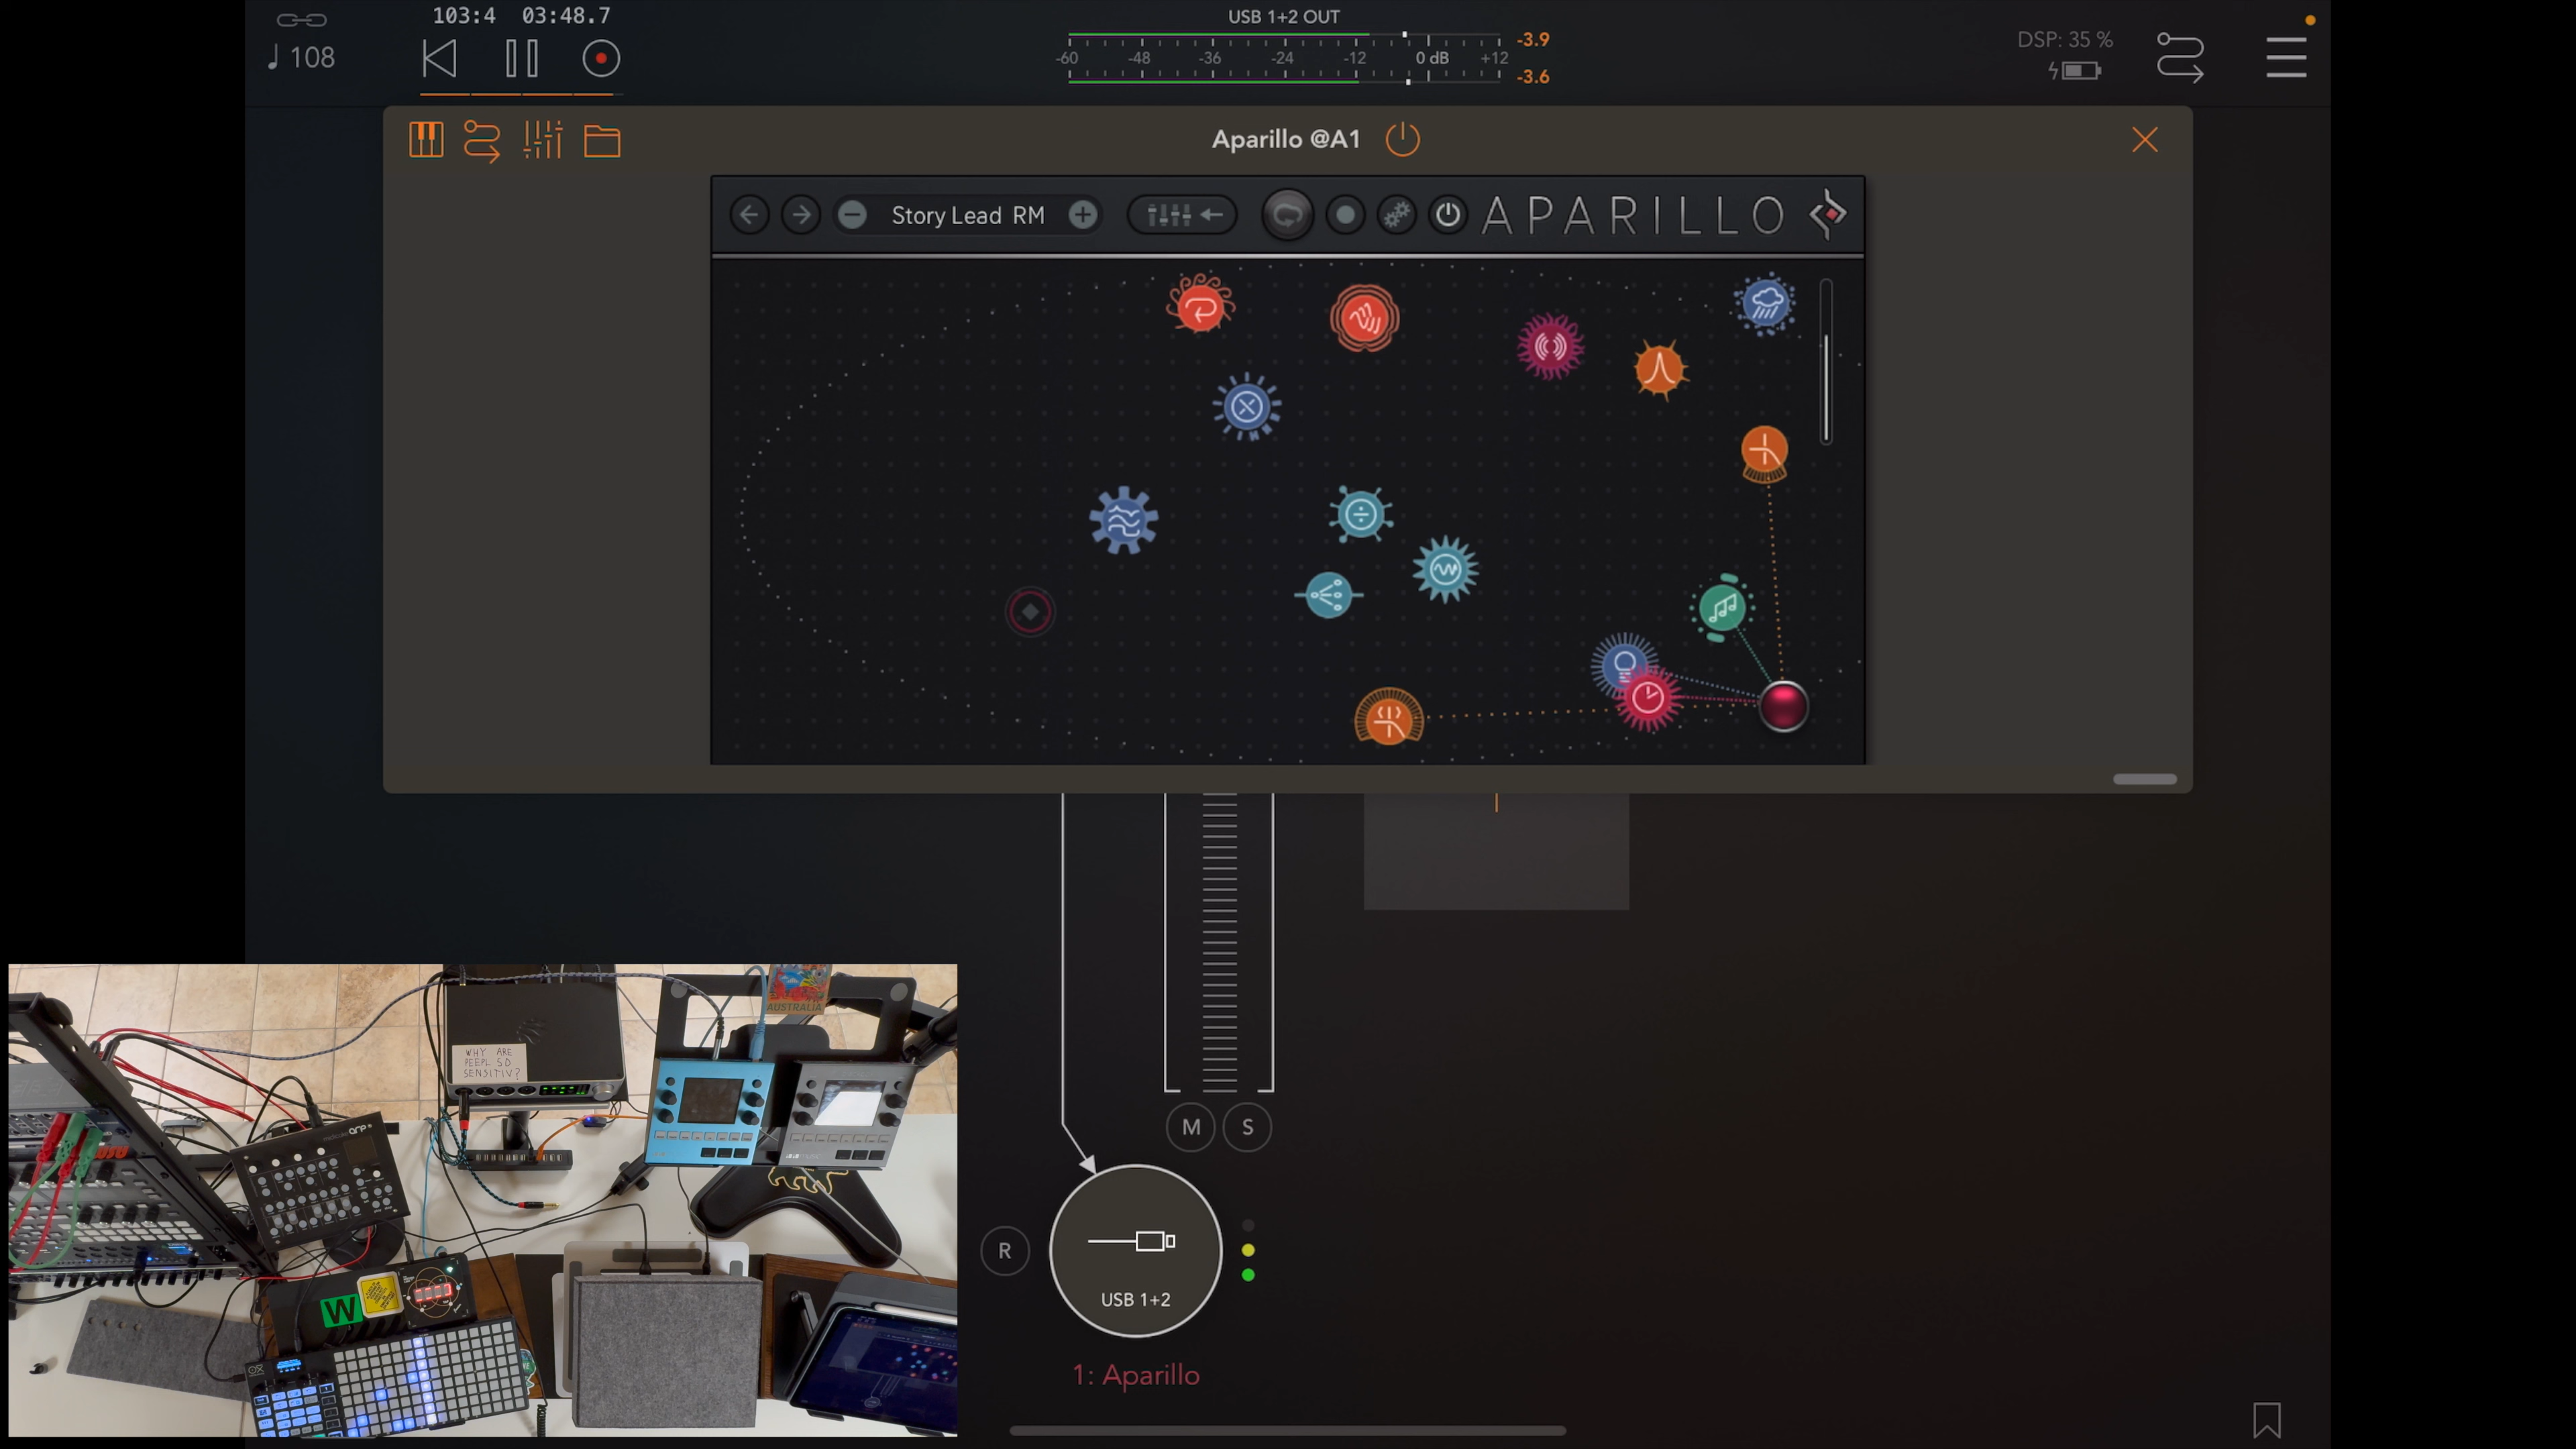 103:4 03:48.7
108
USB 1+2 OUT
-60 -48 -36 -24 -12 0 dB +12
-3.9
-3.6
DSP: 35 %
Aparillo @A1
Story Lead RM
APARILLO
M S
R
USB 1+2
1: Aparillo
AUSTRALIA
WHY ARE
PEEPL SO
SENSITIV?
W